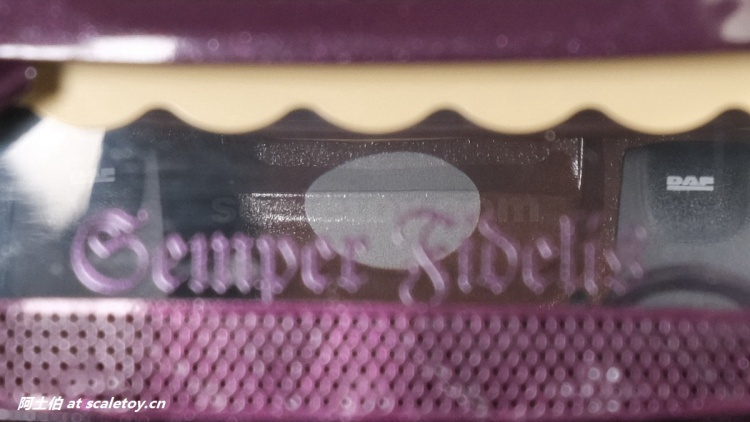 DAF
DAF
Semper Fidelis
阿土伯 at scaletoy.cn